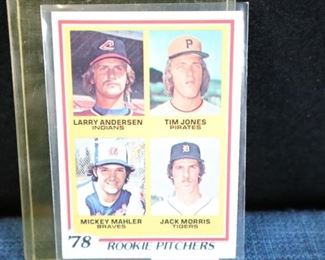 LARRY ANDERSEN TIM JONES
INDIANS PIRATES
MICKEY MAHLER JACK MORRIS
BRAVES TIGERS
'78 ROOKIE PITCHERS